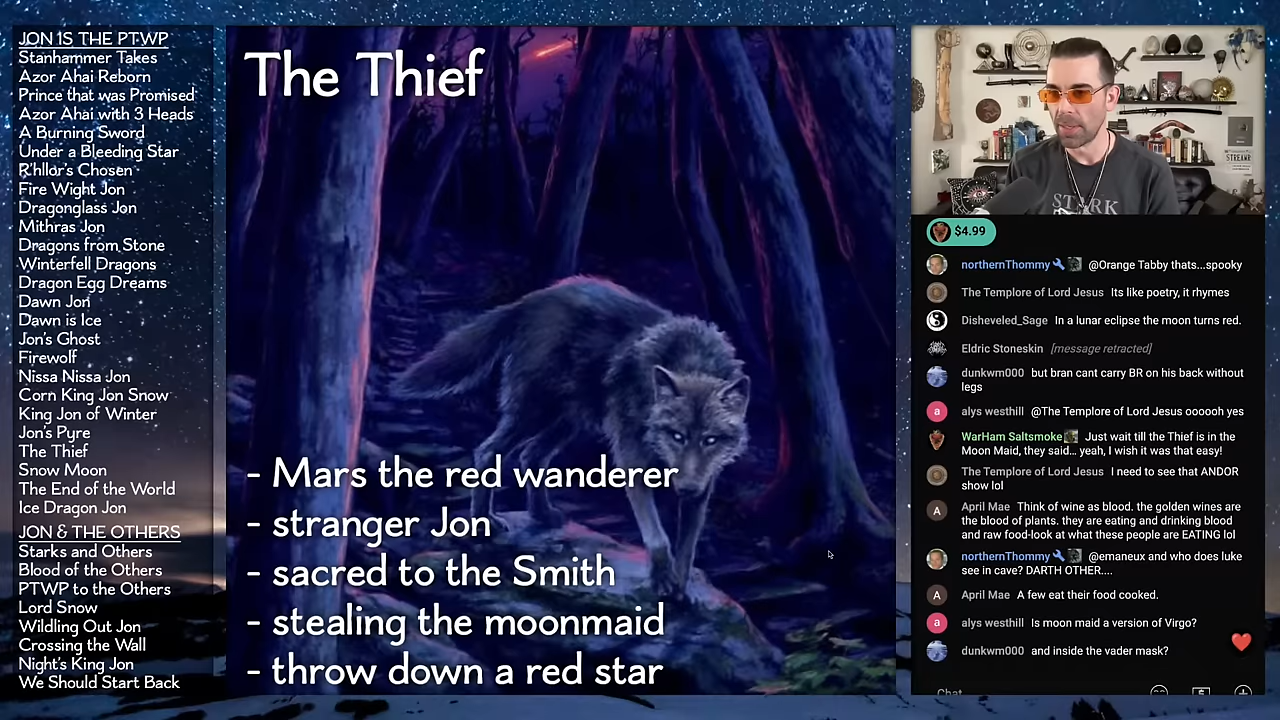 JON 1S THE PTWP
Stanhammer Takes
Azor Ahai Reborn
Prince that was Promised
Azor Ahai with 3 Heads
A Burning Sword
Under a Bleeding Star
R'hllor's Chosen
Fire Wight Jon
Dragonglass Jon
Mithras Jon
Dragons from Stone
Winterfell Dragons
Dragon Egg Dreams
Dawn Jon
Dawn is Ice
Jon's Ghost
Firewolf
Nissa Nissa Jon
Corn King Jon Snow
King Jon of Winter
Jon's Pyre
The Thief
Snow Moon
The End of the World
Ice Dragon Jon
JON & THE OTHERS
Starks and Others
Blood of the Others
PTWP to the Others
Lord Snow
Wildling Out Jon
Crossing the Wall
Night's King Jon
We Should Start Back
The Thief
- Mars the red wanderer
- stranger Jon
- sacred to the Smith
- stealing the moonmaid
- throw down a red star
STARK
$4.99
northernThommy @Orange Tabby thats...spooky
The Templore of Lord Jesus Its like poetry, it rhymes
Disheveled_Sage In a lunar eclipse the moon turns red.
Eldric Stoneskin [message retracted]
dunkwm000 but bran cant carry BR on his back without
legs
a alys westhill @The Templore of Lord Jesus oooooh yes
WarHam Saltsmoke Just wait till the Thief is in the
Moon Maid, they said... yeah, I wish it was that easy!
The Templore of Lord Jesus I need to see that ANDOR
show lol
A April Mae Think of wine as blood. the golden wines are
the blood of plants. they are eating and drinking blood
and raw food-look at what these people are EATING lol
northernThommy @emaneux and who does luke
see in cave? DARTH OTHER....
A April Mae A few eat their food cooked.
a alys westhill Is moon maid a version of Virgo?
dunkwm000 and inside the vader mask?
Chat